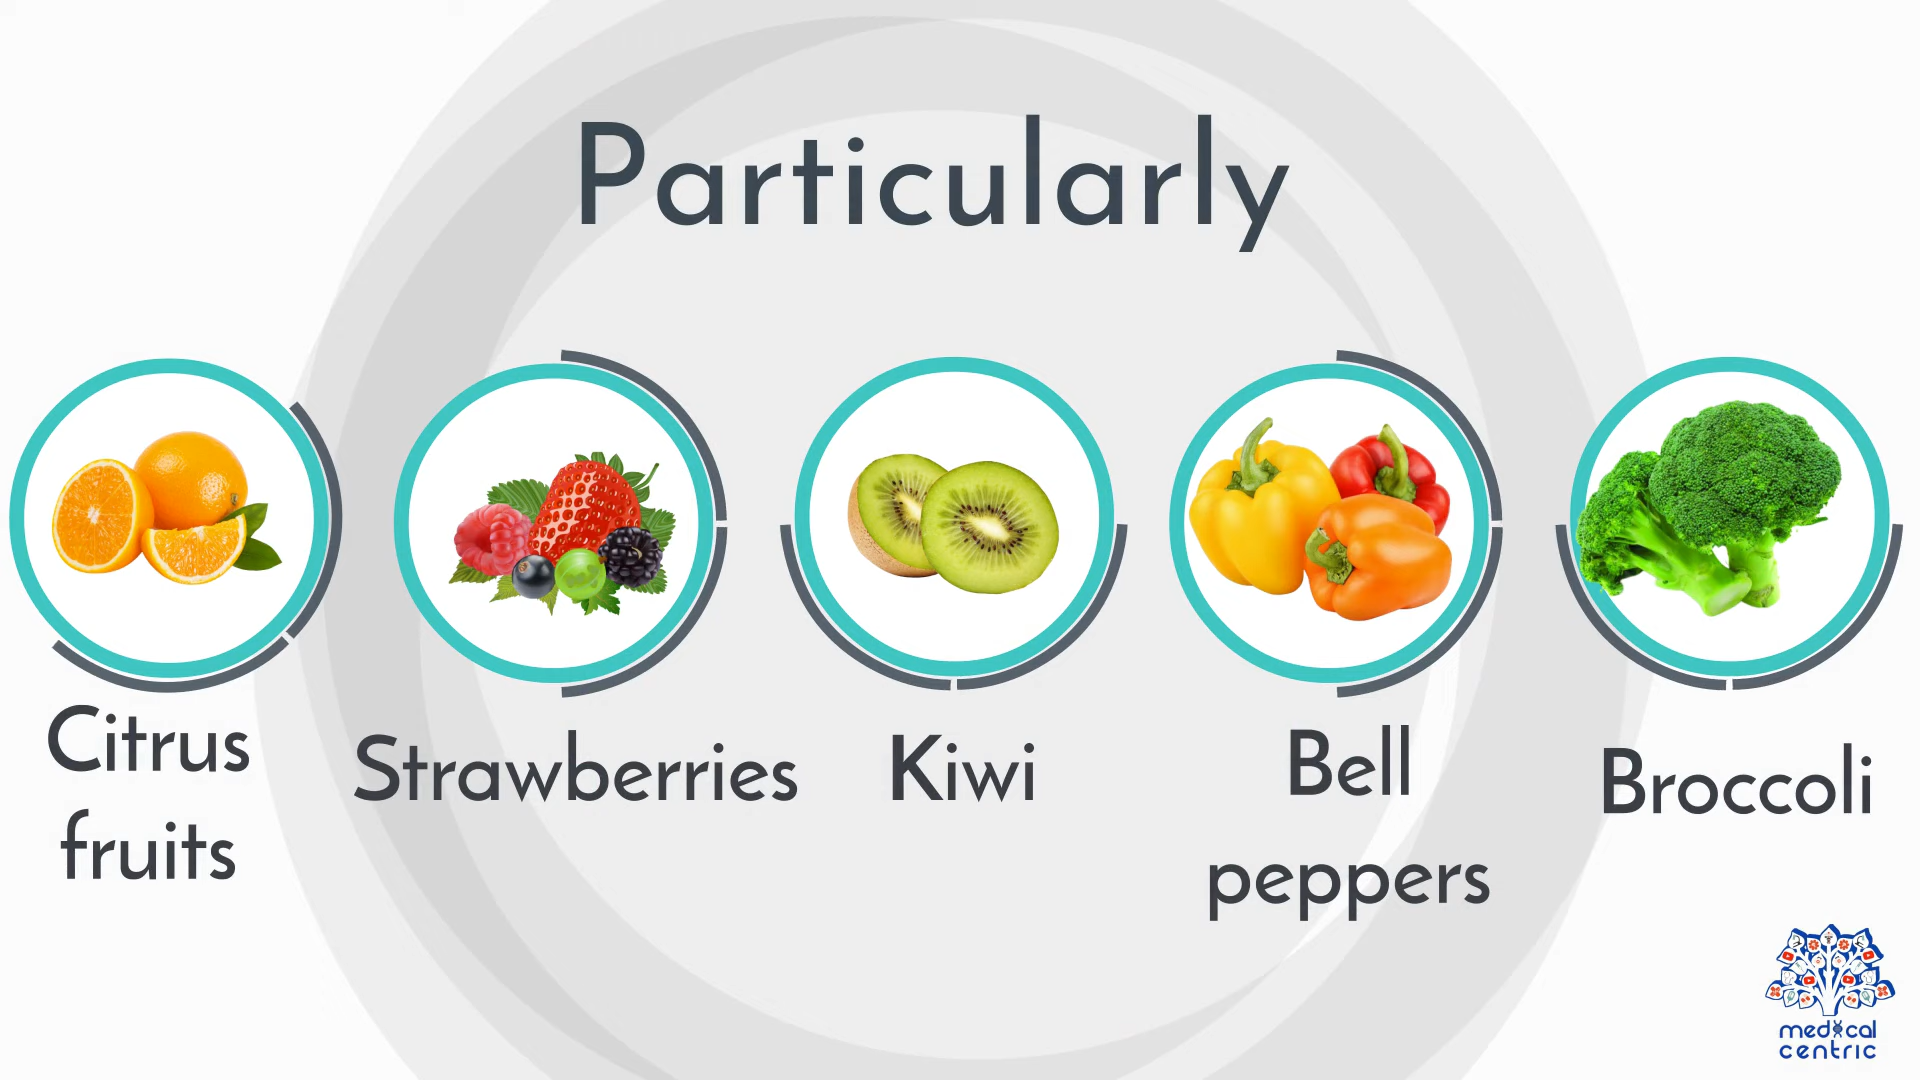 Particularly
Citrus
fruits
Strawberries
Kiwi
Bell
peppers
Broccoli
medical
centric